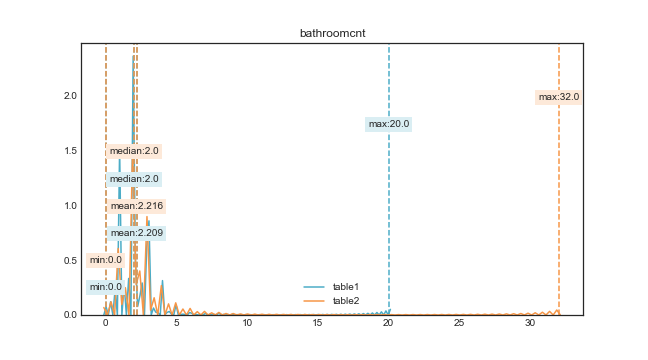 bathroomcnt
2.0
1.5
1.0
0.5
0.0
max:32.0
max:20.0
median:2.0
median:2.0
mean:2.216
mean:2.209
min:0.0
min:0.0
table1
table2
0 5 10 15 20 25 30